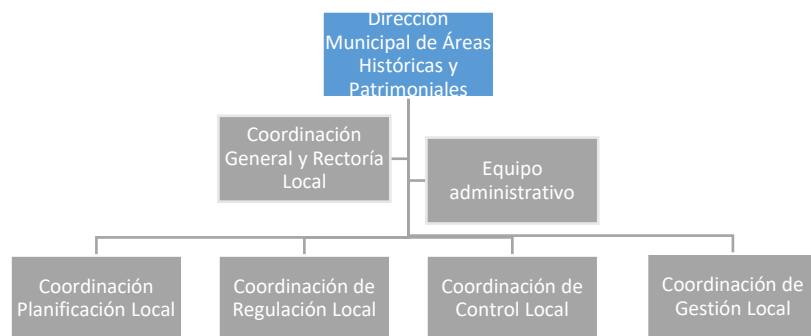 Dirección
Municipal de Áreas
Históricas y
Patrimoniales
Coordinación
General y Rectoría
Local
Equipo
administrativo
Coordinación
Planificación Local
Coordinación de
Regulación Local
Coordinación de
Control Local
Coordinación de
Gestión Local